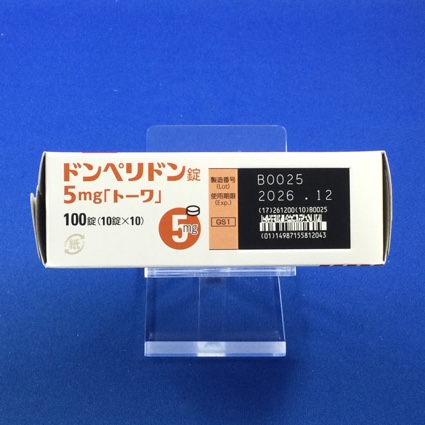 ドンペリドン錠
5mg「トーワ」
100錠(10錠×10)
紙
5mg
製造番号
(Lot)
使用期限
(Exp.)
GS1
B0025
2026 .12
(17)261200(10)B0025
(01)14987155812043